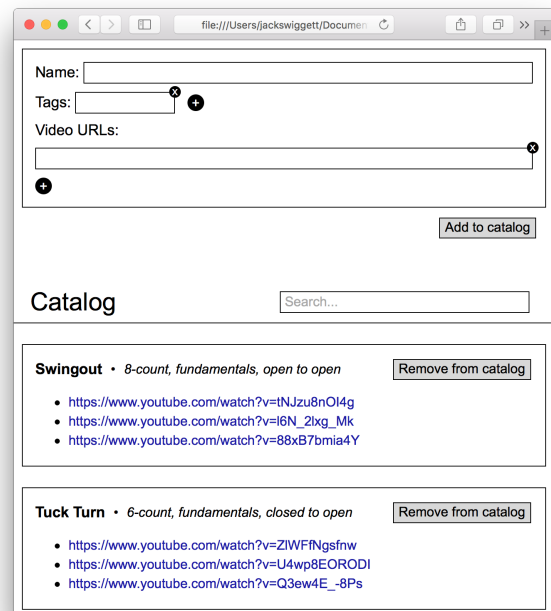 file:///Users/jackswiggett/Documen
Name:
Tags:
x
+
Video URLs:
x
+
Add to catalog
Catalog
Search...
Swingout • 8-count, fundamentals, open to open
Remove from catalog
• https://www.youtube.com/watch?v=tNJzu8nOI4g
• https://www.youtube.com/watch?v=l6N_2lxg_Mk
• https://www.youtube.com/watch?v=88xB7bmia4Y
Tuck Turn • 6-count, fundamentals, closed to open
Remove from catalog
• https://www.youtube.com/watch?v=ZlWFfNgsfnw
• https://www.youtube.com/watch?v=U4wp8EORODI
• https://www.youtube.com/watch?v=Q3ew4E_-8Ps